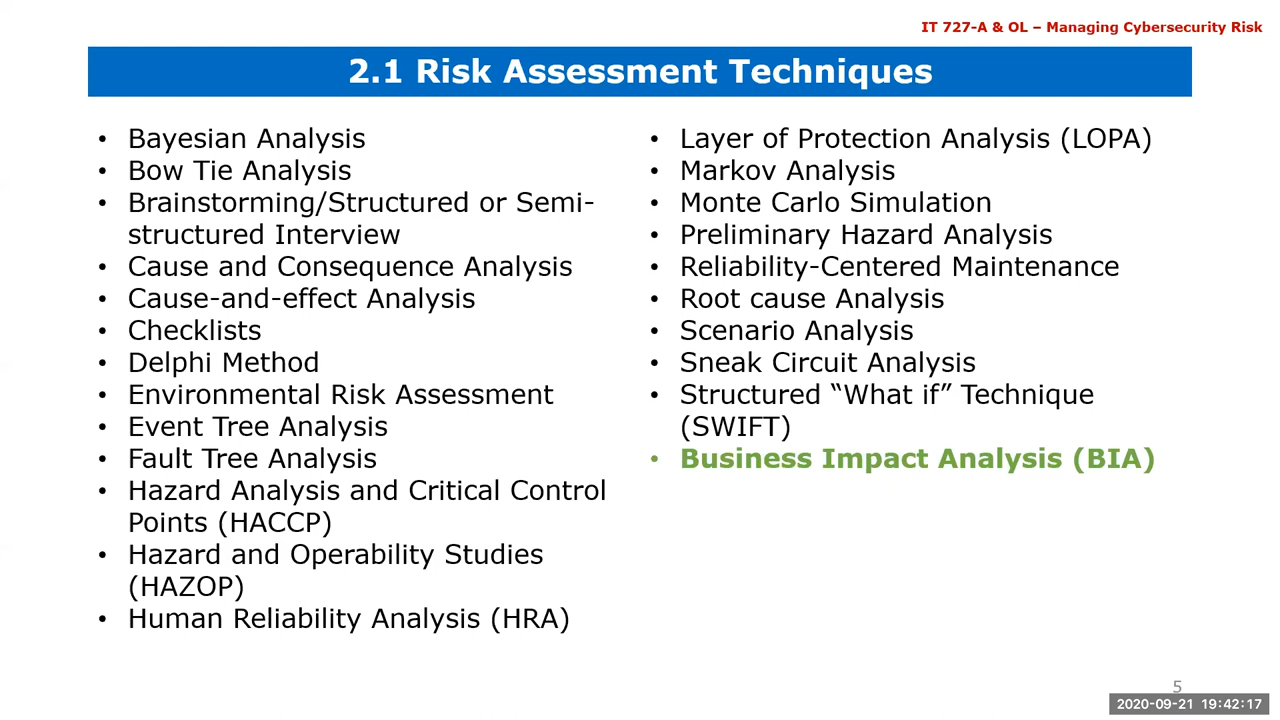 IT 727-A & OL – Managing Cybersecurity Risk
2.1 Risk Assessment Techniques
• Bayesian Analysis
• Bow Tie Analysis
• Brainstorming/Structured or Semi-
structured Interview
• Cause and Consequence Analysis
• Cause-and-effect Analysis
• Checklists
• Delphi Method
• Environmental Risk Assessment
• Event Tree Analysis
• Fault Tree Analysis
• Hazard Analysis and Critical Control
Points (HACCP)
• Hazard and Operability Studies
(HAZOP)
• Human Reliability Analysis (HRA)
• Layer of Protection Analysis (LOPA)
• Markov Analysis
• Monte Carlo Simulation
• Preliminary Hazard Analysis
• Reliability-Centered Maintenance
• Root cause Analysis
• Scenario Analysis
• Sneak Circuit Analysis
• Structured “What if” Technique
(SWIFT)
• Business Impact Analysis (BIA)
5
2020-09-21 19:42:17